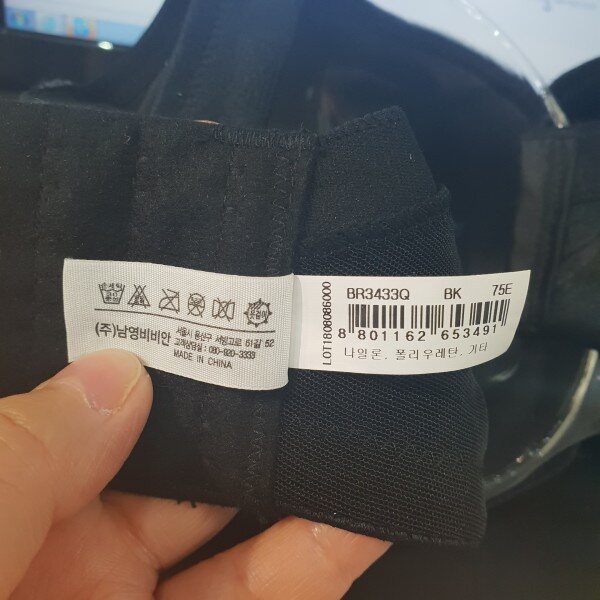 (주)남영비비안
서울시 용산구 서빙고로 51길 52
고객상담실 : 080-820-3333
MADE IN CHINA
LOT1808086000
BR3433Q BK 75E
8 801162 653491
나일론, 폴리우레탄, 기타